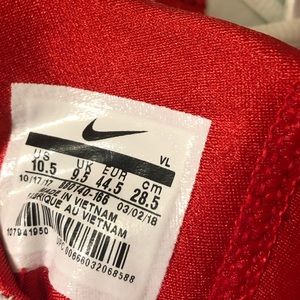 VL
US UK EUR cm
10.5 9.5 44.5 28.5
10/17/17 03/02/18
MADE IN VIETNAM
FABRIQUE AU VIETNAM
1079411950